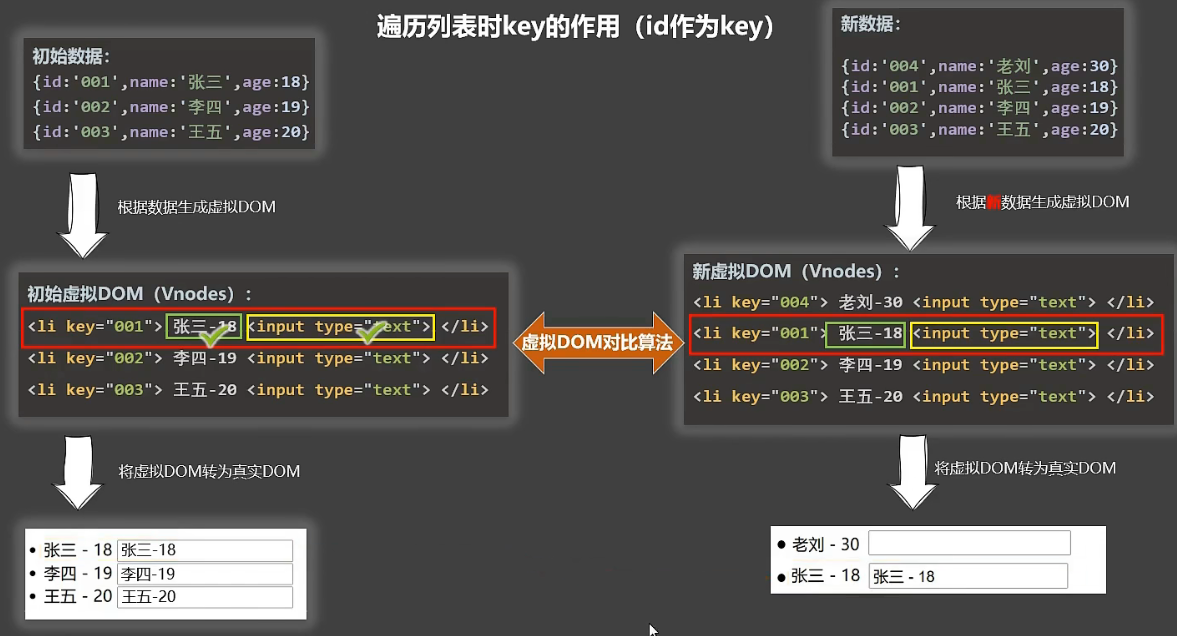 遍历列表时key的作用（id作为key）
初始数据：
{id:'001',name:'张三',age:18}
{id:'002',name:'李四',age:19}
{id:'003',name:'王五',age:20}
根据数据生成虚拟DOM
初始虚拟DOM（Vnodes）：
<li key="001"> 张三-18 <input type="text"> </li>
<li key="002"> 李四-19 <input type="text"> </li>
<li key="003"> 王五-20 <input type="text"> </li>
将虚拟DOM转为真实DOM
• 张三 - 18 张三-18
• 李四 - 19 李四-19
• 王五 - 20 王五-20
虚拟DOM对比算法
新数据：
{id:'004',name:'老刘',age:30}
{id:'001',name:'张三',age:18}
{id:'002',name:'李四',age:19}
{id:'003',name:'王五',age:20}
根据新数据生成虚拟DOM
新虚拟DOM（Vnodes）：
<li key="004"> 老刘-30 <input type="text"> </li>
<li key="001"> 张三-18 <input type="text"> </li>
<li key="002"> 李四-19 <input type="text"> </li>
<li key="003"> 王五-20 <input type="text"> </li>
将虚拟DOM转为真实DOM
• 老刘 - 30
• 张三 - 18 张三 - 18